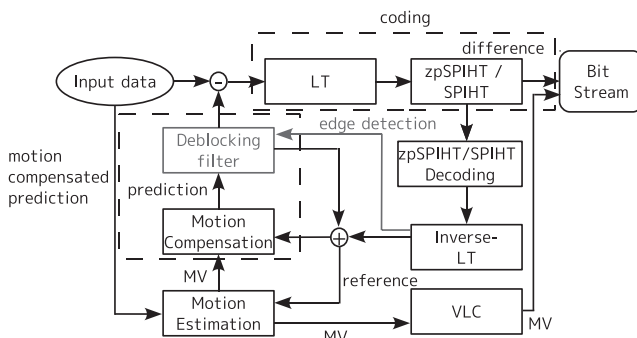 coding
difference
Input data
-
LT
zpSPIHT /
SPIHT
Bit
Stream
edge detection
Deblocking
filter
motion
compensated
prediction
zpSPIHT/SPIHT
Decoding
prediction
Motion
Compensation
+
Inverse-
LT
MV
reference
Motion
Estimation
VLC
MV
MV